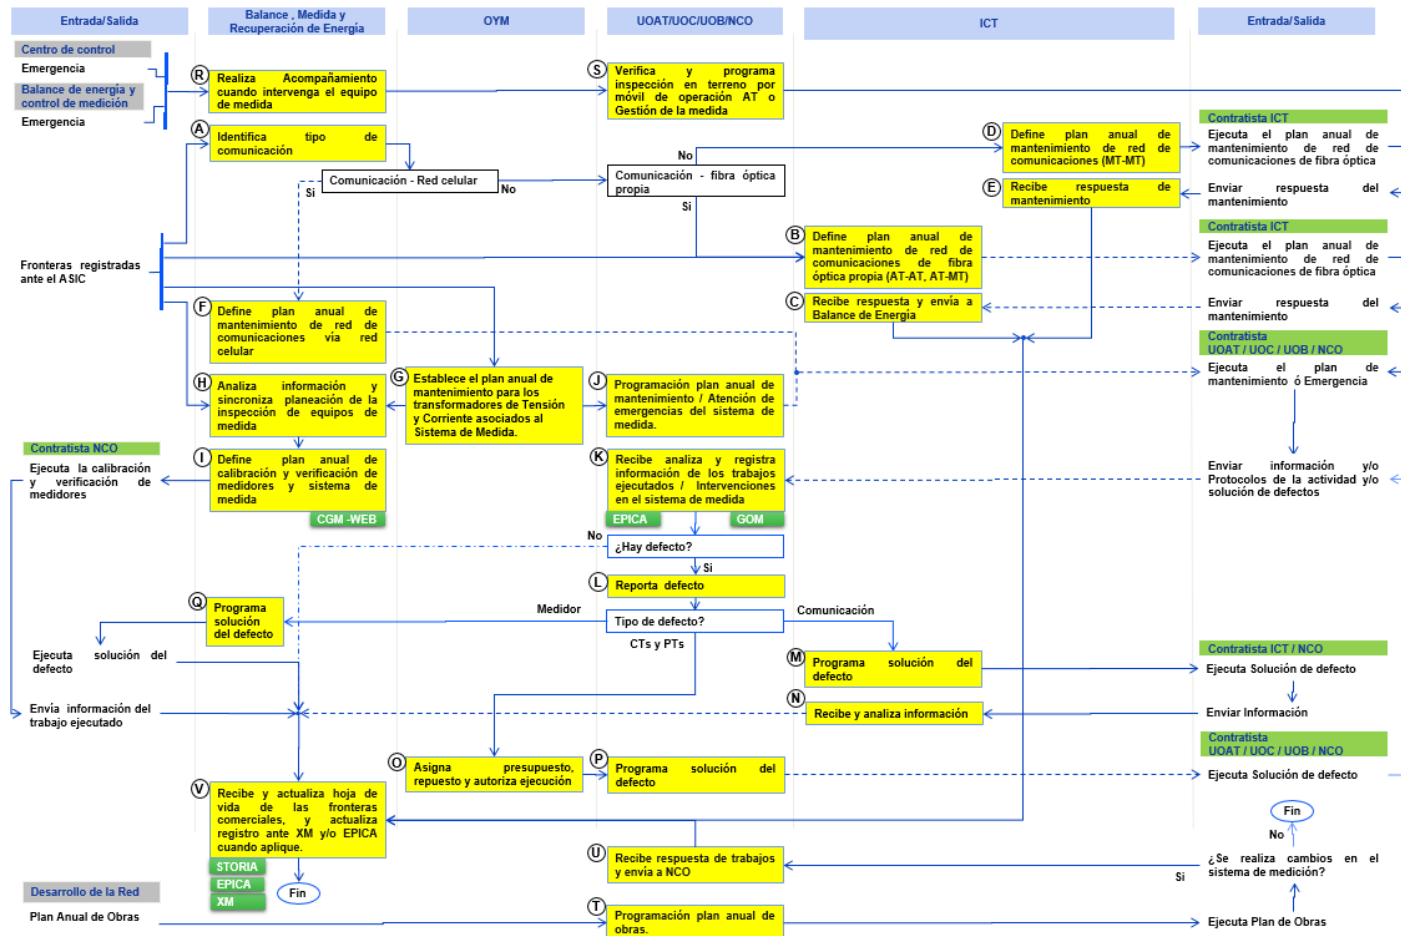 Entrada/Salida
Balance , Medida y
Recuperación de Energía
OYM
UOAT/UOC/UOB/NCO
ICT
Entrada/Salida
Centro de control
Emergencia
Balance de energía y
control de medición
Emergencia
R
Realiza Acompañamiento
cuando intervenga el equipo
de medida
S
Verifica y programa
inspección en terreno por
móvil de operación AT o
Gestión de la medida
A
Identifica tipo de
comunicación
Comunicación - Red celular
Si
No
Comunicación - fibra óptica
propia
No
Si
D
Define plan anual de
mantenimiento de red de
comunicaciones (MT-MT)
Contratista ICT
Ejecuta el plan anual de
mantenimiento de red de
comunicaciones de fibra óptica
E
Recibe respuesta de
mantenimiento
Enviar respuesta del
mantenimiento
Fronteras registradas
ante el ASIC
B
Define plan anual de
mantenimiento de red de
comunicaciones de fibra
óptica propia (AT-AT, AT-MT)
Contratista ICT
Ejecuta el plan anual de
mantenimiento de red de
comunicaciones de fibra óptica
C
Recibe respuesta y envía a
Balance de Energía
Enviar respuesta del
mantenimiento
F
Define plan anual de
mantenimiento de red de
comunicaciones vía red
celular
Contratista
UOAT / UOC / UOB / NCO
Ejecuta el plan de
mantenimiento ó Emergencia
H
Analiza información y
sincroniza planeación de la
inspección de equipos de
medida
G
Establece el plan anual de
mantenimiento para los
transformadores de Tensión
y Corriente asociados al
Sistema de Medida.
J
Programación plan anual de
mantenimiento / Atención de
emergencias del sistema de
medida.
Contratista NCO
Ejecuta la calibración
y verificación de
medidores
I
Define plan anual de
calibración y verificación de
medidores y sistema de
medida
CGM -WEB
K
Recibe analiza y registra
información de los trabajos
ejecutados / Intervenciones
en el sistema de medida
EPICA
GOM
Enviar información y/o
Protocolos de la actividad y/o
solución de defectos
No
¿Hay defecto?
Si
L
Reporta defecto
Q
Programa
solución
del defecto
Medidor
Tipo de defecto?
Comunicación
CTs y PTs
Ejecuta solución del
defecto
M
Programa solución del
defecto
Contratista ICT / NCO
Ejecuta Solución de defecto
Envía información del
trabajo ejecutado
N
Recibe y analiza información
Enviar Información
Contratista
UOAT / UOC / UOB / NCO
O
Asigna presupuesto,
repuesto y autoriza ejecución
P
Programa solución del
defecto
Ejecuta Solución de defecto
V
Recibe y actualiza hoja de
vida de las fronteras
comerciales, y actualiza
registro ante XM y/o EPICA
cuando aplique.
STORIA
EPICA
XM
Fin
Fin
No
U
Recibe respuesta de trabajos
y envía a NCO
Si
¿Se realiza cambios en el
sistema de medición?
Desarrollo de la Red
Plan Anual de Obras
T
Programación plan anual de
obras.
Ejecuta Plan de Obras